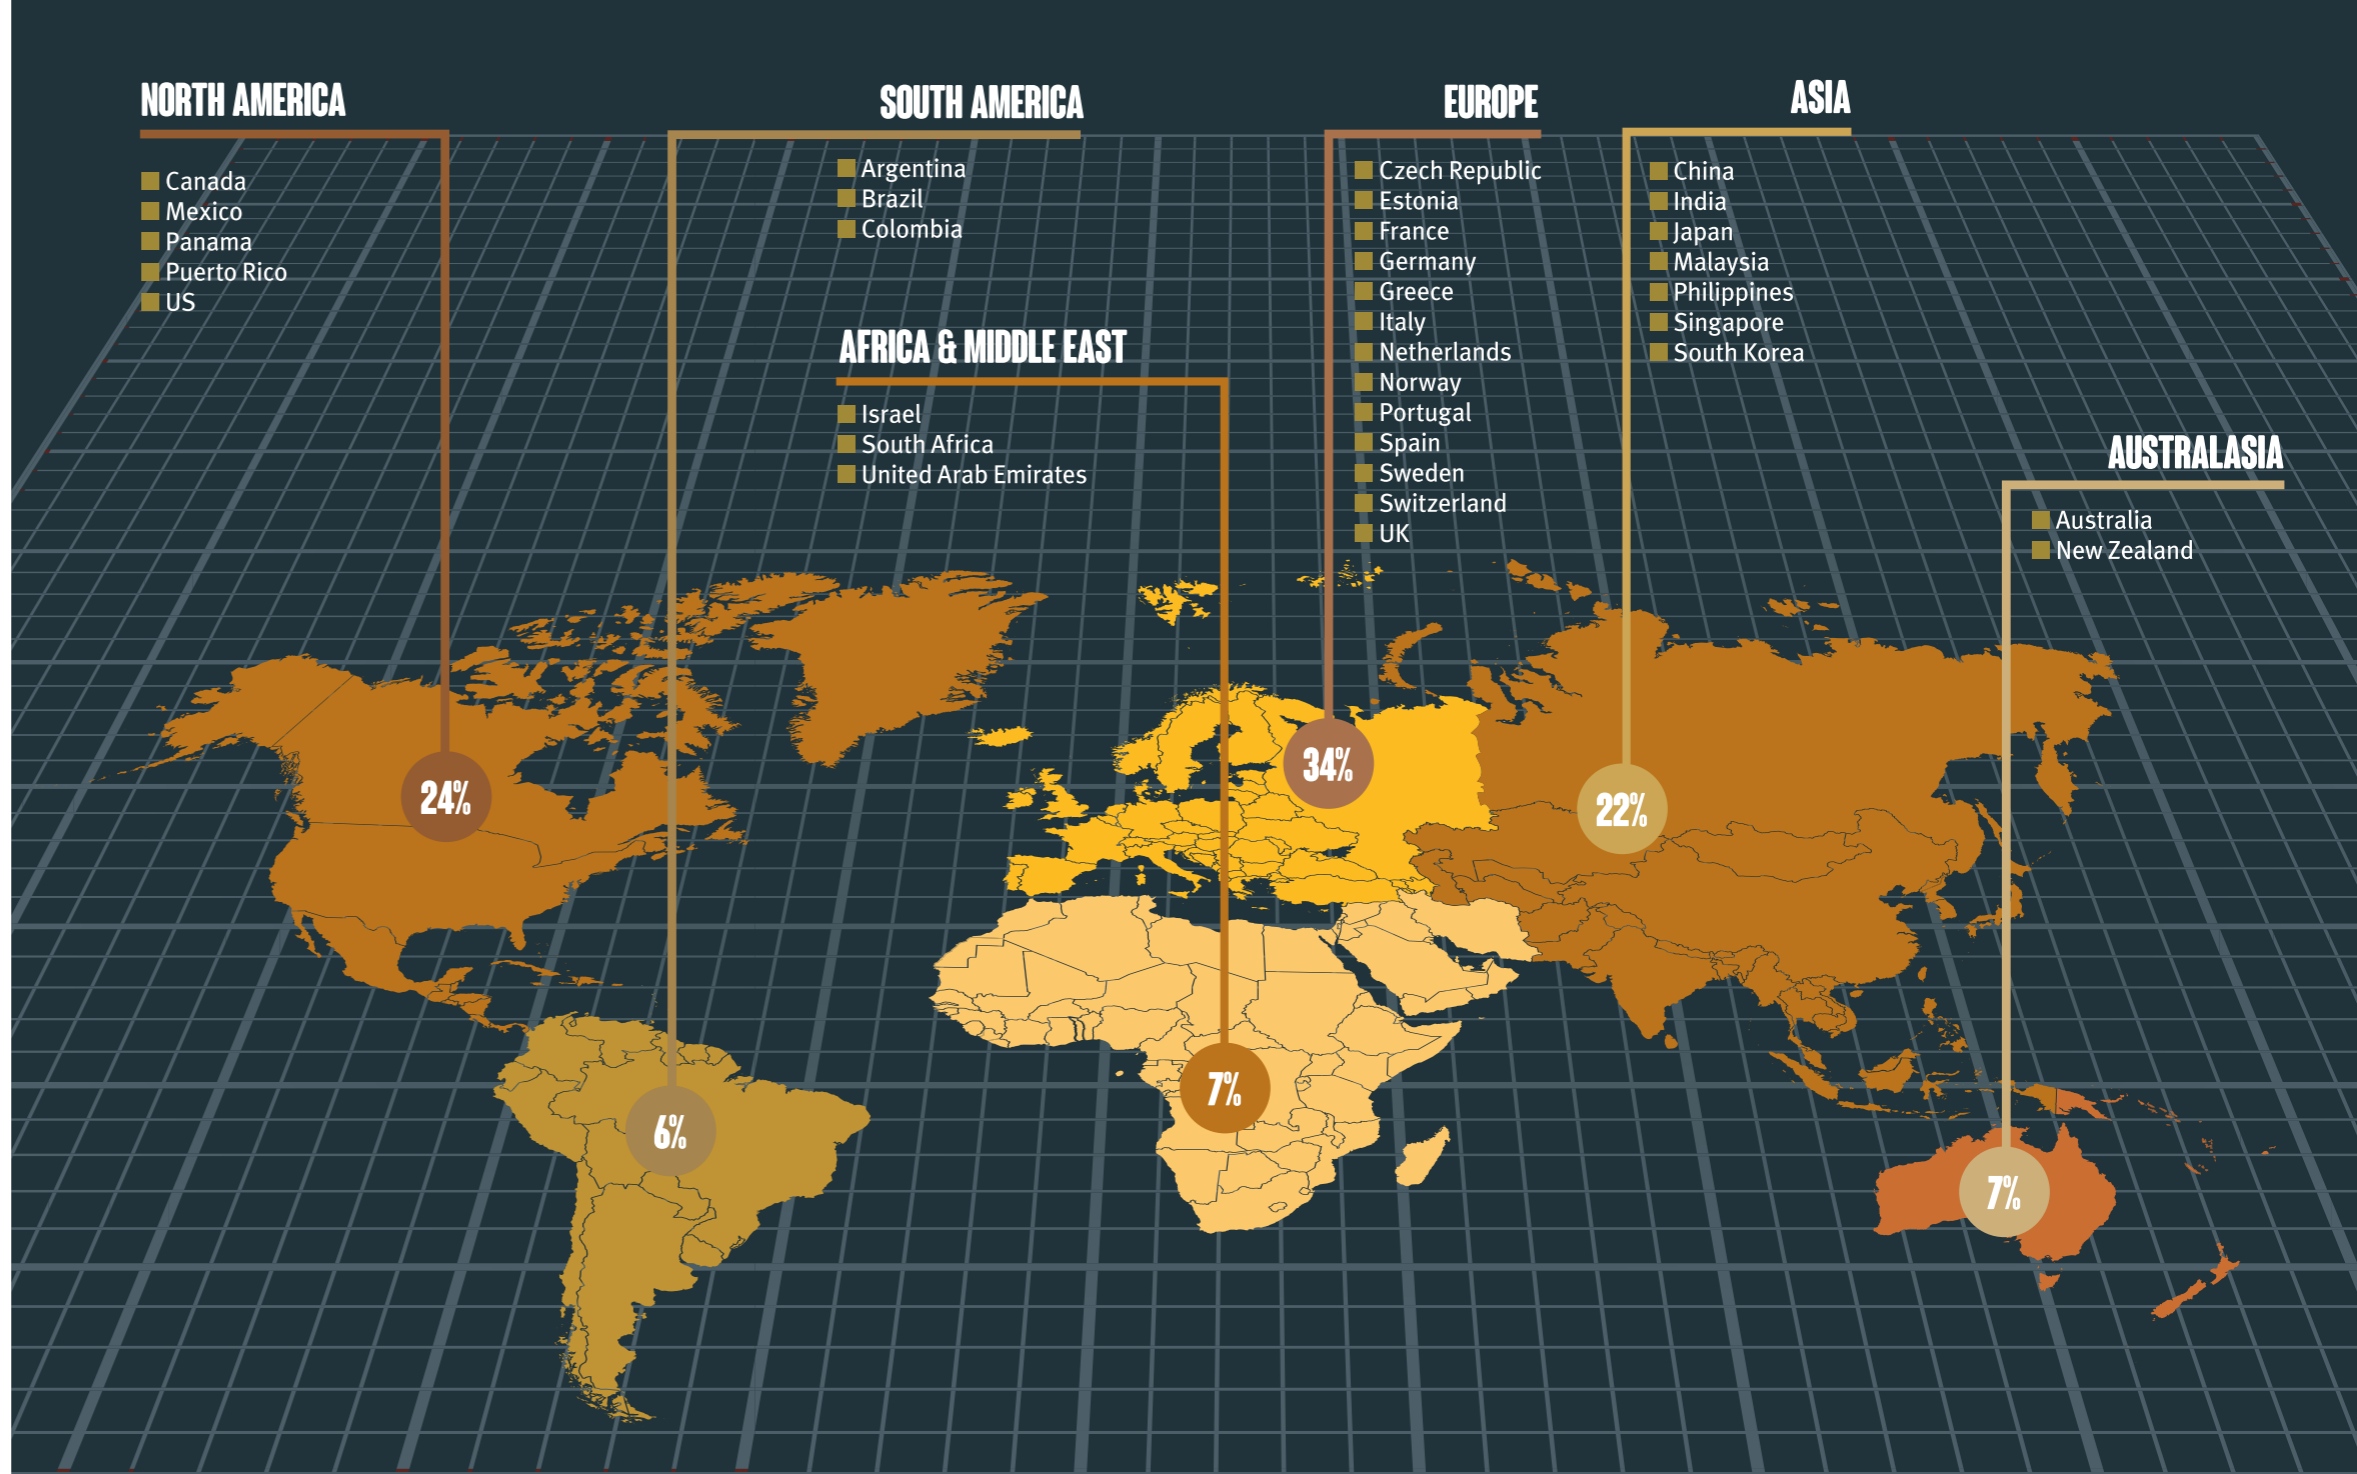 NORTH AMERICA
Canada
Mexico
Panama
Puerto Rico
US
SOUTH AMERICA
Argentina
Brazil
Colombia
AFRICA & MIDDLE EAST
Israel
South Africa
United Arab Emirates
EUROPE
Czech Republic
Estonia
France
Germany
Greece
Italy
Netherlands
Norway
Portugal
Spain
Sweden
Switzerland
UK
ASIA
China
India
Japan
Malaysia
Philippines
Singapore
South Korea
AUSTRALASIA
Australia
New Zealand
24%
34%
22%
6%
7%
7%